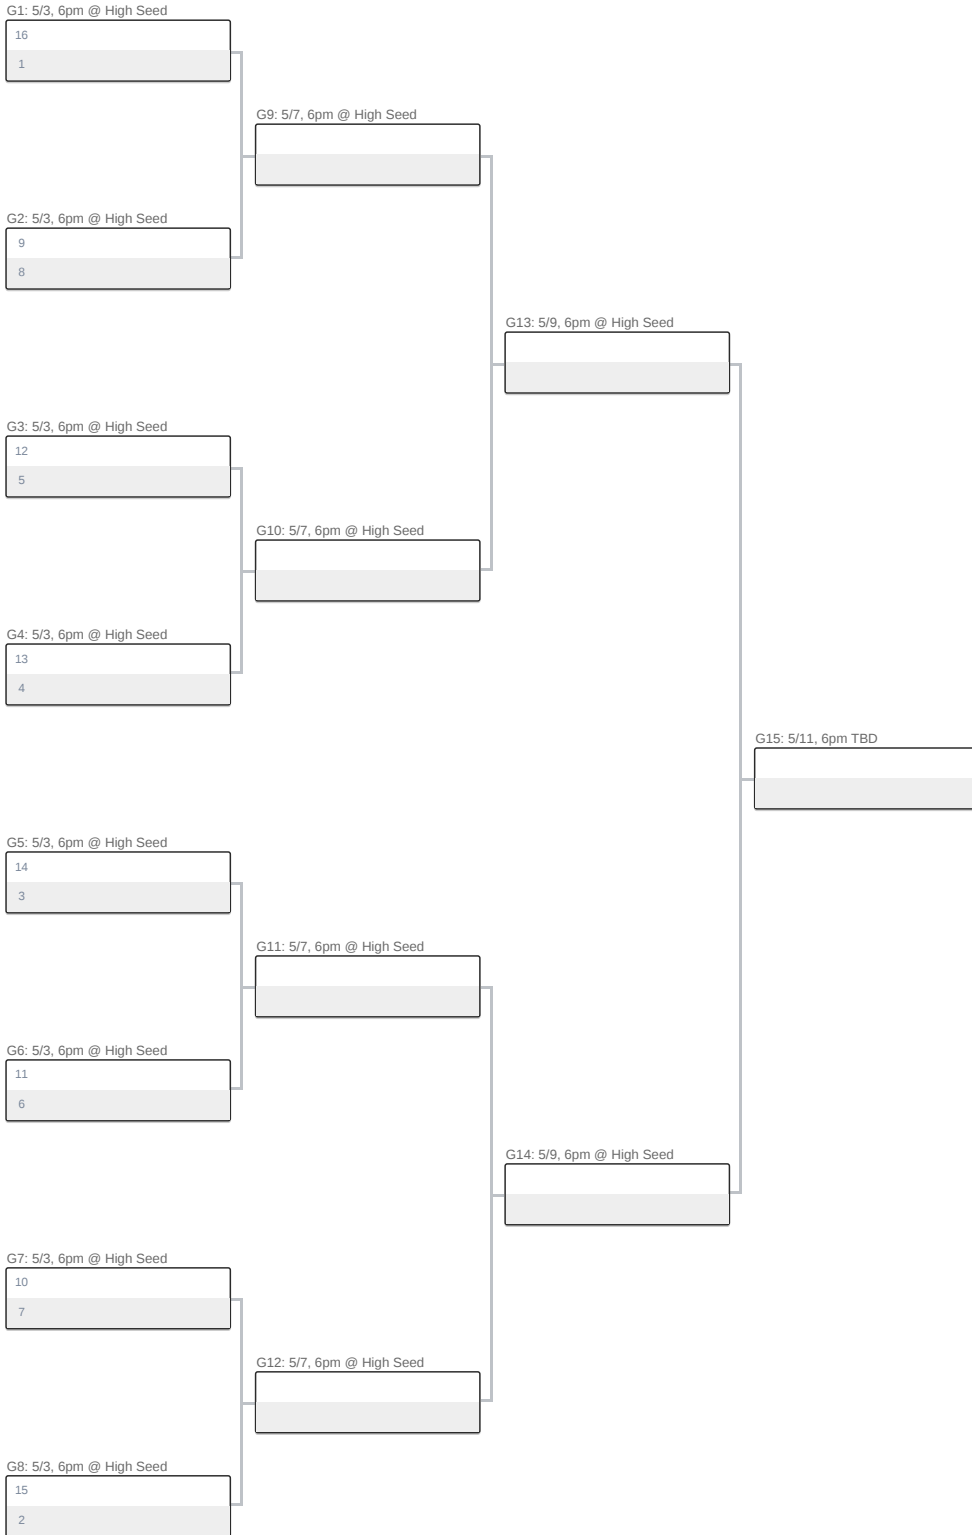 G1: 5/3, 6pm @ High Seed
16
1
G9: 5/7, 6pm @ High Seed
G2: 5/3, 6pm @ High Seed
9
8
G13: 5/9, 6pm @ High Seed
G3: 5/3, 6pm @ High Seed
12
5
G10: 5/7, 6pm @ High Seed
G4: 5/3, 6pm @ High Seed
13
4
G15: 5/11, 6pm TBD
G5: 5/3, 6pm @ High Seed
14
3
G11: 5/7, 6pm @ High Seed
G6: 5/3, 6pm @ High Seed
11
6
G14: 5/9, 6pm @ High Seed
G7: 5/3, 6pm @ High Seed
10
7
G12: 5/7, 6pm @ High Seed
G8: 5/3, 6pm @ High Seed
15
2